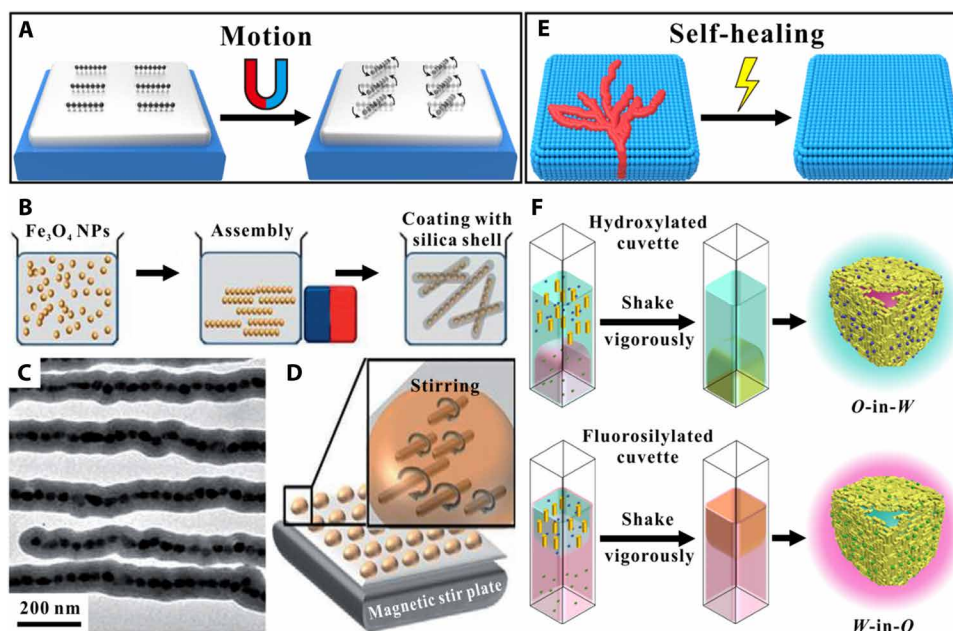 A
Motion
E
Self-healing
B
Fe₃O₄ NPs
Assembly
Coating with
silica shell
C
200 nm
D
Stirring
Magnetic stir plate
F
Hydroxylated
cuvette
Shake
vigorously
O-in-W
Fluorosilylated
cuvette
Shake
vigorously
W-in-O